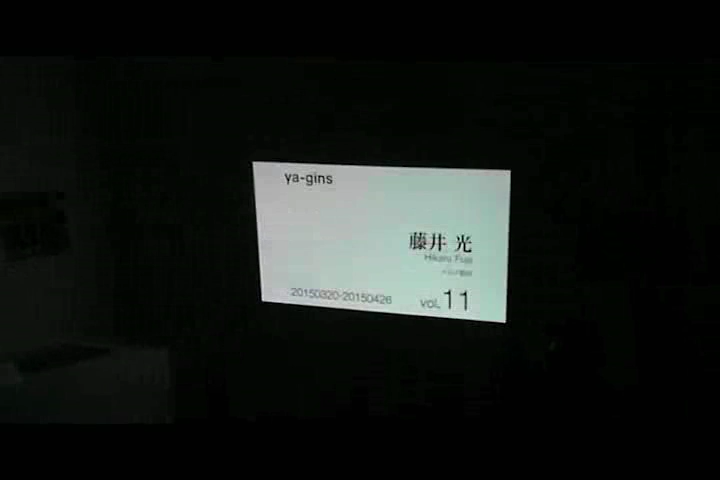 ya-gins
藤井 光
Hikaru Fujii
20150320-20150426
vol.11